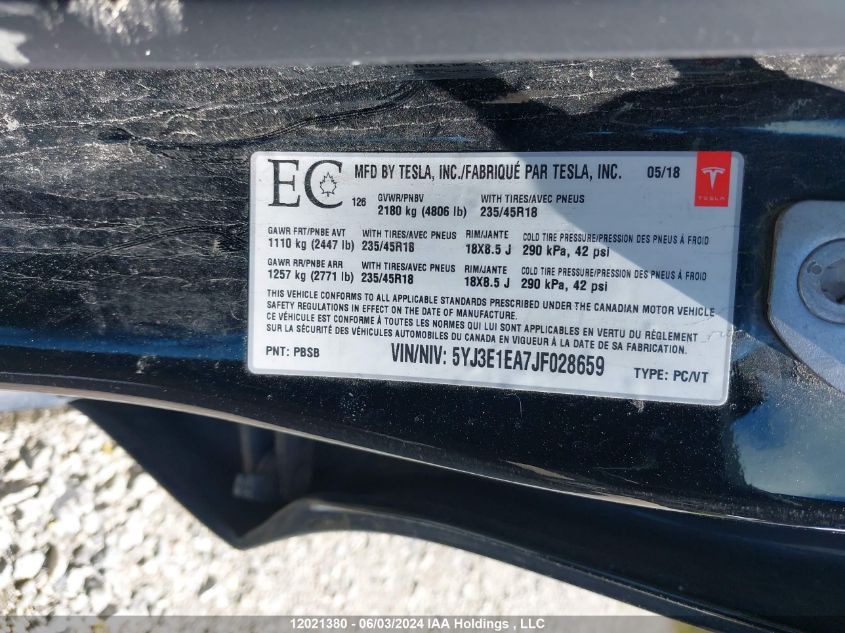 EC MFD BY TESLA, INC./FABRIQUÉ PAR TESLA, INC. 05/18
TESLA
126 GVWR/PNBV WITH TIRES/AVEC PNEUS
2180 kg (4806 lb) 235/45R18
GAWR FRT/PNBE AVT WITH TIRES/AVEC PNEUS RIM/JANTE COLD TIRE PRESSURE/PRESSION DES PNEUS À FROID
1110 kg (2447 lb) 235/45R18 18X8.5 J 290 kPa, 42 psi
GAWR RR/PNBE ARR WITH TIRES/AVEC PNEUS RIM/JANTE COLD TIRE PRESSURE/PRESSION DES PNEUS À FROID
1257 kg (2771 lb) 235/45R18 18X8.5 J 290 kPa, 42 psi
THIS VEHICLE CONFORMS TO ALL APPLICABLE STANDARDS PRESCRIBED UNDER THE CANADIAN MOTOR VEHICLE
SAFETY REGULATIONS IN EFFECT ON THE DATE OF MANUFACTURE.
CE VÉHICULE EST CONFORME À TOUTES LES NORMES QUI LUI SONT APPLICABLES EN VERTU DU RÈGLEMENT
SUR LA SÉCURITÉ DES VÉHICULES AUTOMOBILES DU CANADA EN VIGUEUR À LA DATE DE SA FABRICATION.
PNT: PBSB VIN/NIV: 5YJ3E1EA7JF028659 TYPE: PC/VT
12021380 - 06/03/2024 IAA Holdings , LLC